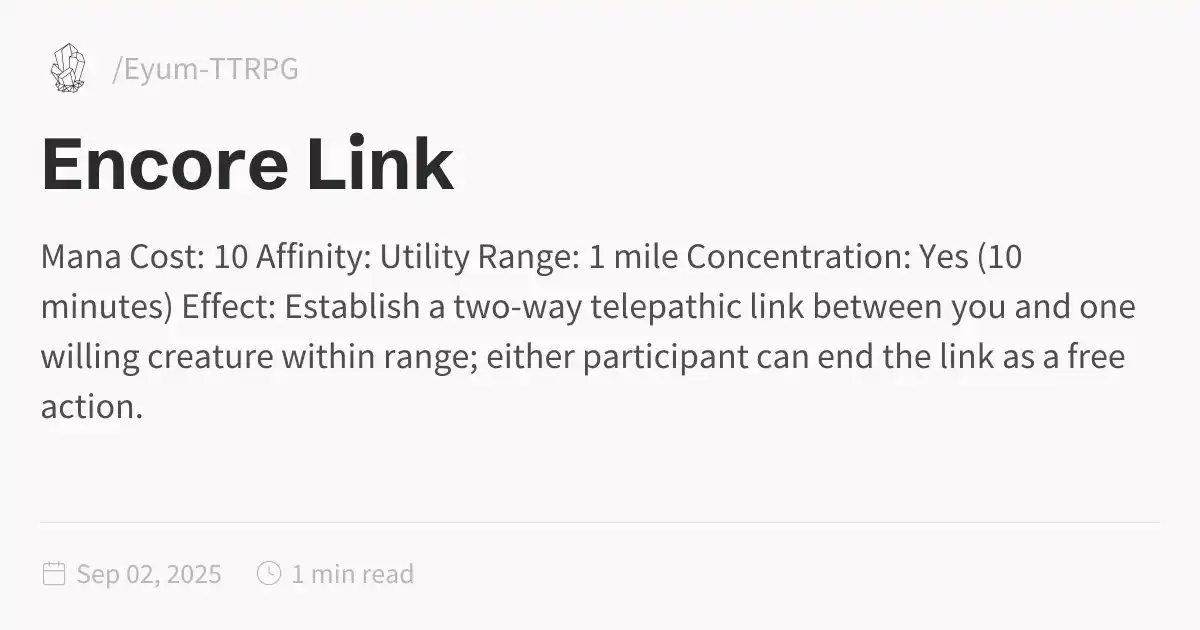 /Eyum-TTRPG
Encore Link
Mana Cost: 10 Affinity: Utility Range: 1 mile Concentration: Yes (10
minutes) Effect: Establish a two-way telepathic link between you and one
willing creature within range; either participant can end the link as a free
action.
Sep 02, 2025 1 min read